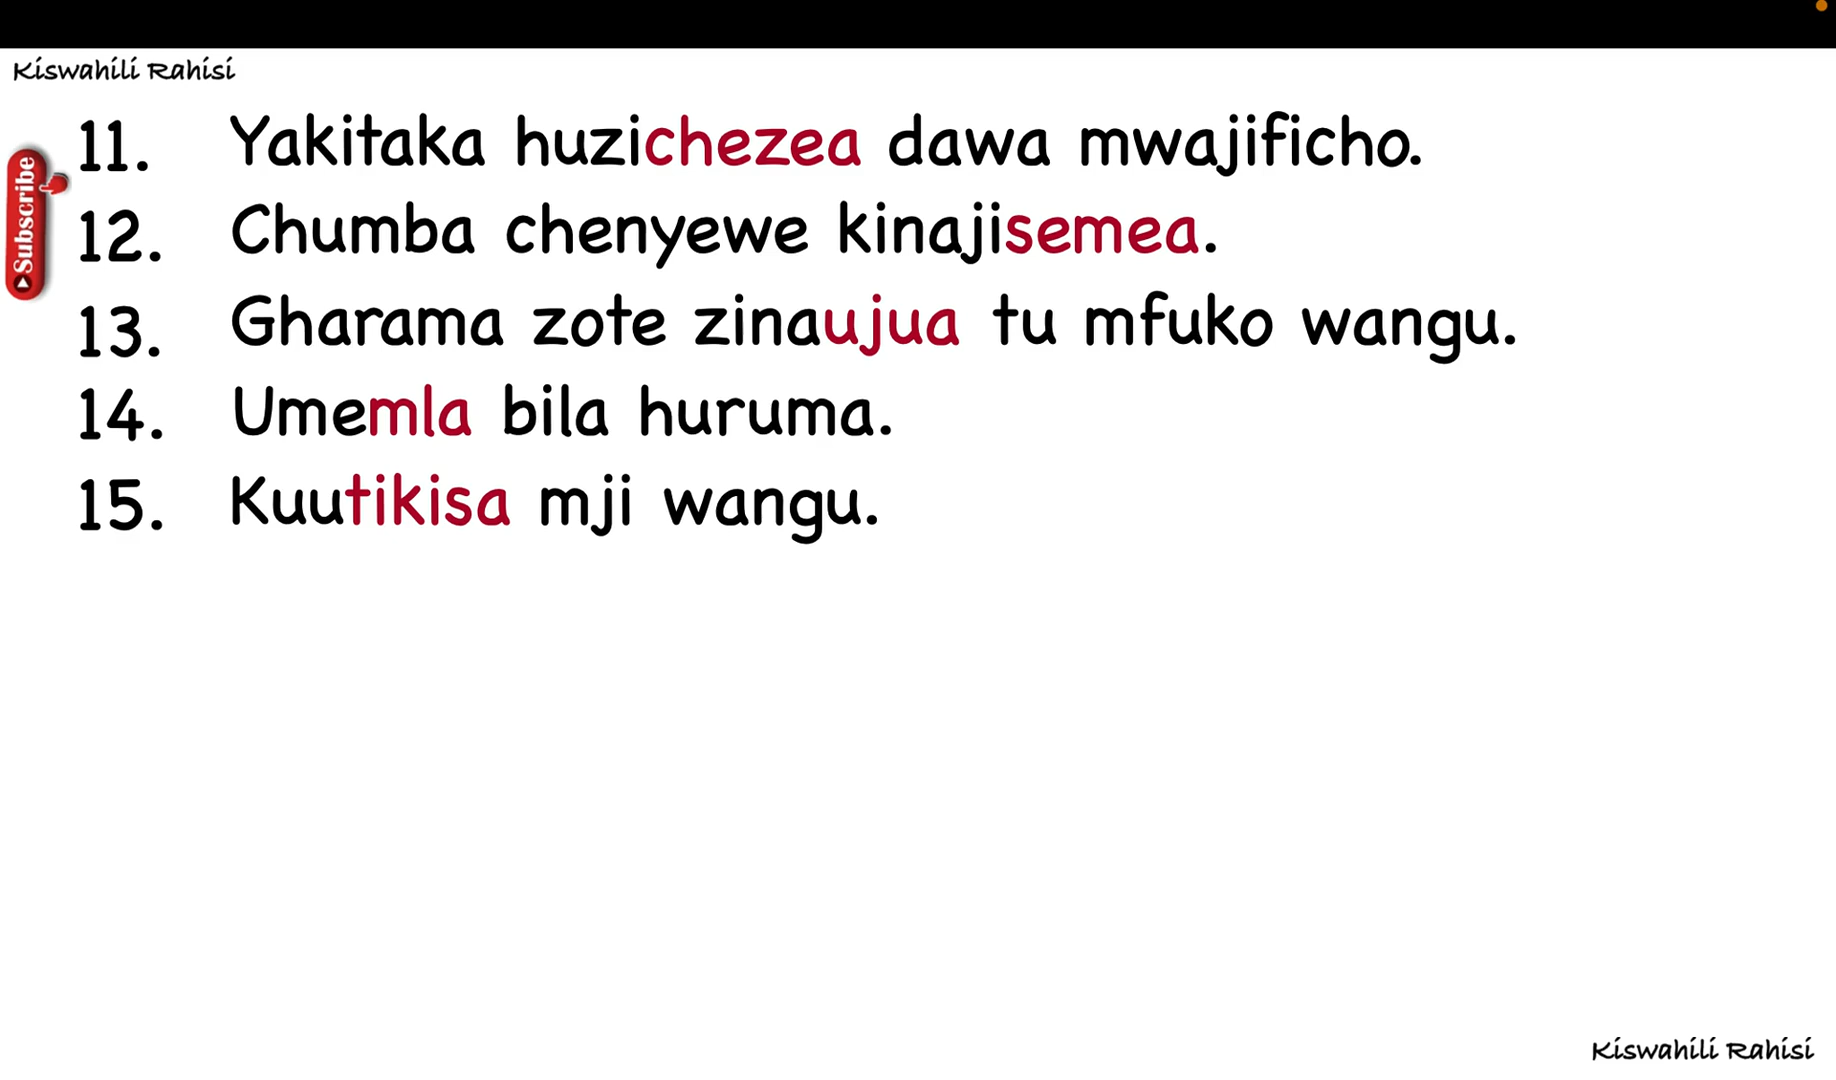 Kiswahili Rahisi
Subscribe
11. Yakitaka huzichezea dawa mwajificho.
12. Chumba chenyewe kinajisemea.
13. Gharama zote zinaujua tu mfuko wangu.
14. Umemla bila huruma.
15. Kuutikisa mji wangu.
Kiswahili Rahisi